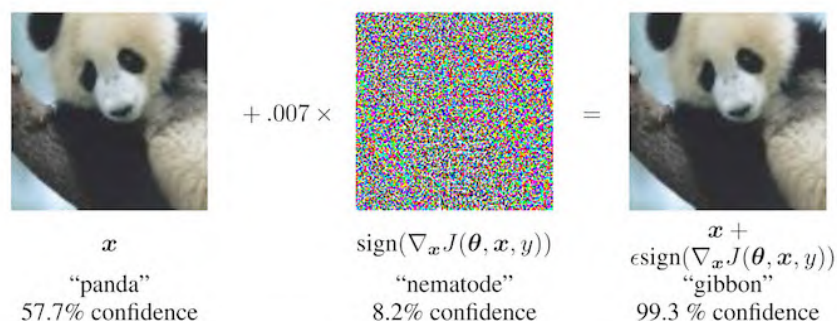 + .007 ×
=
x
sign(∇ₓJ(θ, x, y))
x +
ϵsign(∇ₓJ(θ, x, y))
“panda”
“nematode”
“gibbon”
57.7% confidence
8.2% confidence
99.3 % confidence